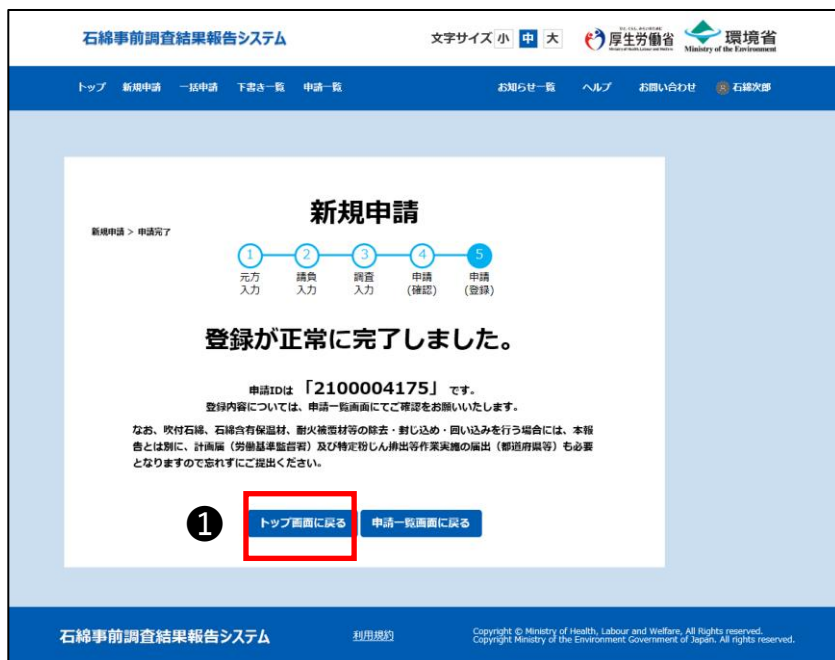 石綿事前調査結果報告システム
文字サイズ 小 中 大
厚生労働省
環境省
Ministry of the Environment
トップ 新規申請 一括申請 下書き一覧 申請一覧 お知らせ一覧 ヘルプ お問い合わせ 石綿次郎
新規申請
新規申請 > 申請完了
1 2 3 4 5
元方 請負 調査 申請 申請
入力 入力 入力 (確認) (登録)
登録が正常に完了しました。
申請IDは 「2100004175」 です。
登録内容については、申請一覧画面にてご確認をお願いいたします。
なお、吹付石綿、石綿含有保温材、耐火被覆材等の除去・封じ込め・囲い込みを行う場合には、本報
告とは別に、計画届（労働基準監督署）及び特定粉じん排出等作業実施の届出（都道府県等）も必要
となりますので忘れずにご提出ください。
❶ トップ画面に戻る 申請一覧画面に戻る
石綿事前調査結果報告システム
利用規約
Copyright © Ministry of Health, Labour and Welfare, All Rights reserved.
Copyright Ministry of the Environment Government of Japan. All rights reserved.